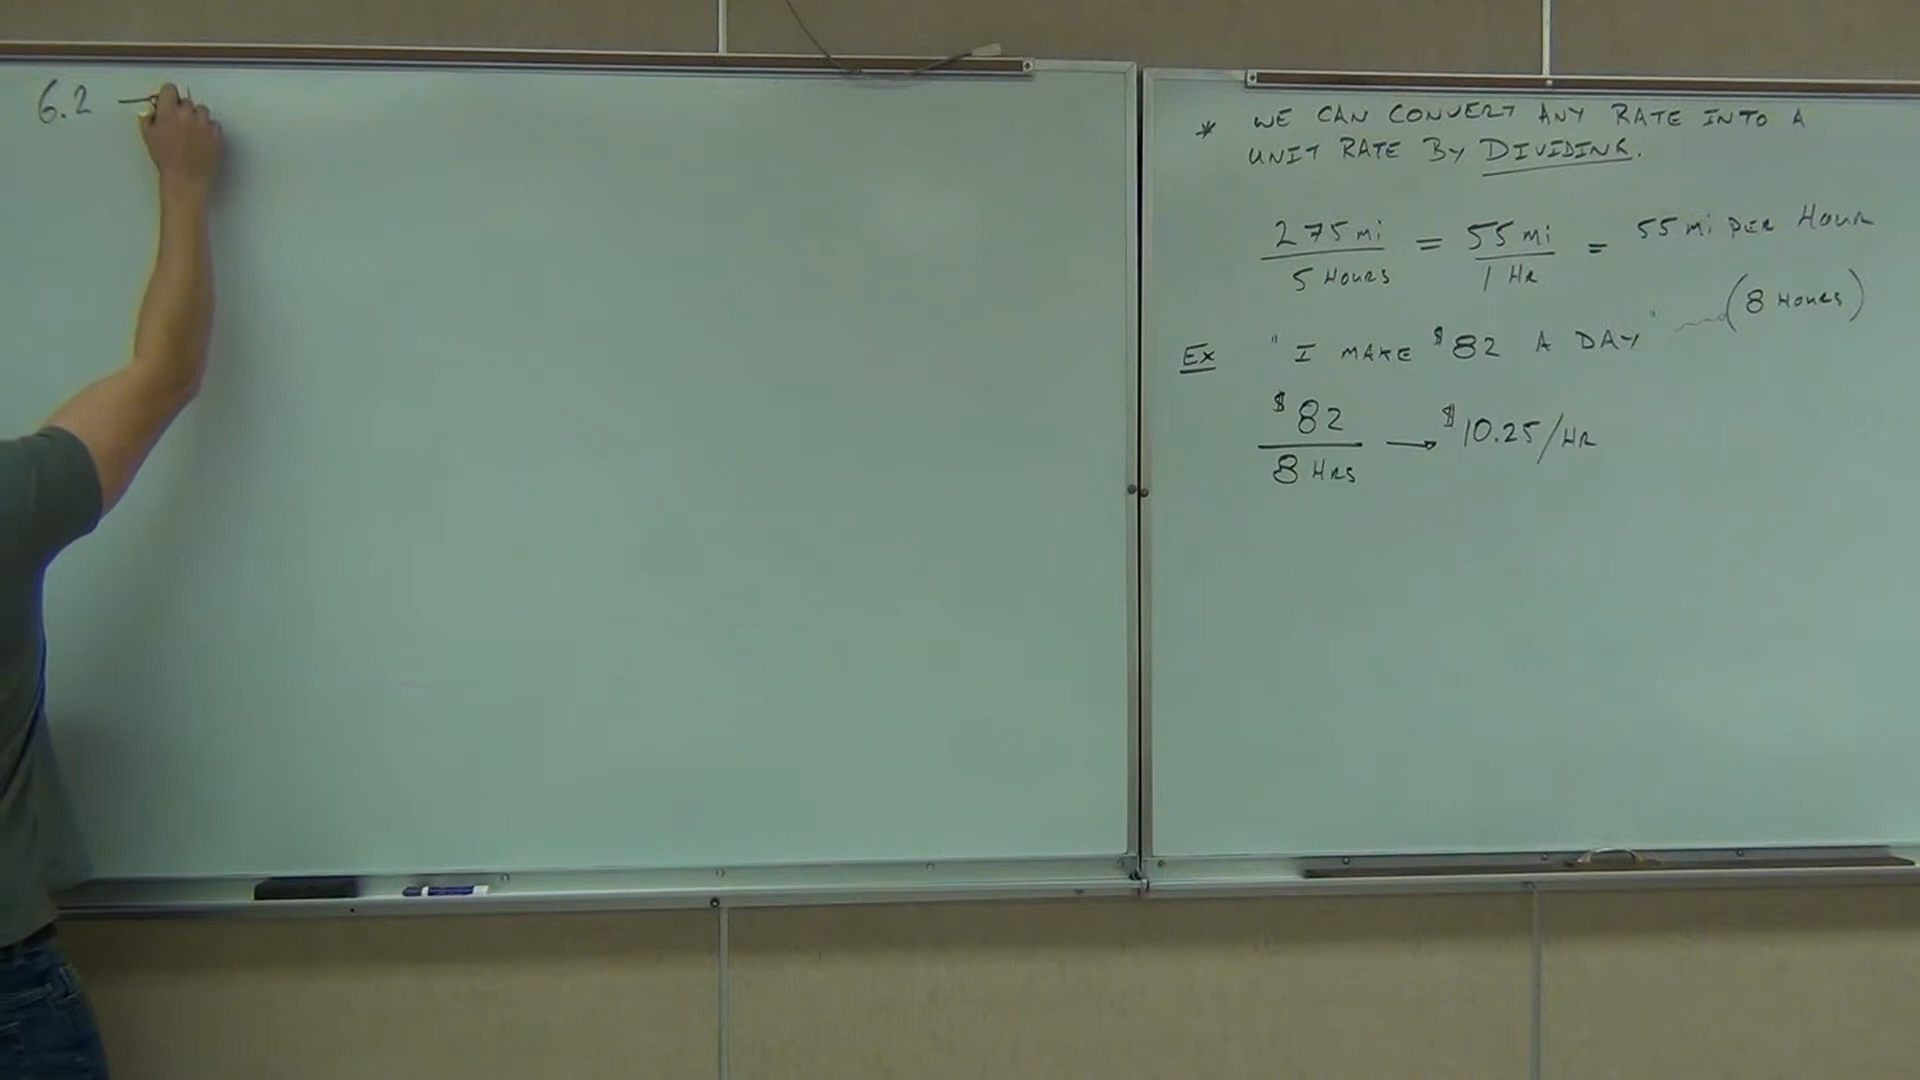 6.2 —
* WE CAN CONVERT ANY RATE INTO A
UNIT RATE BY DIVIDING.
275 mi / 5 HOURS = 55 mi / 1 HR = 55 mi PER HOUR
(8 HOURS)
Ex "I MAKE $82 A DAY"
$82 / 8 HRS → $10.25/HR